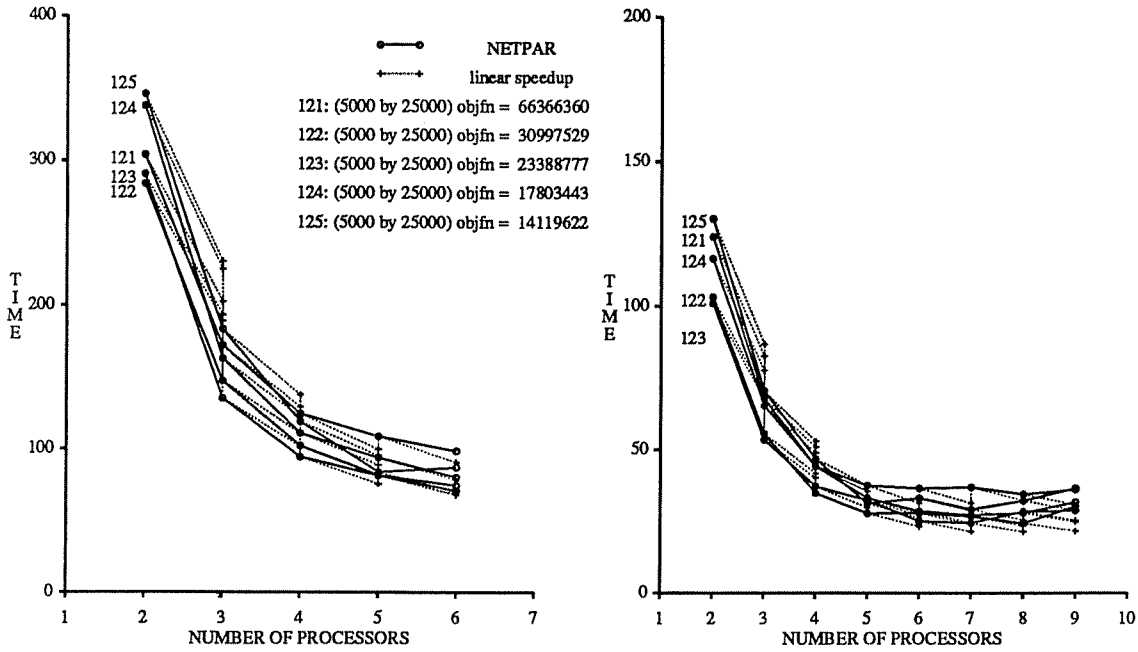 400
300
200
100
0
T
I
M
E
125
124
121
123
122
NETPAR
linear speedup
121: (5000 by 25000) objfn = 66366360
122: (5000 by 25000) objfn = 30997529
123: (5000 by 25000) objfn = 23388777
124: (5000 by 25000) objfn = 17803443
125: (5000 by 25000) objfn = 14119622
1 2 3 4 5 6 7
NUMBER OF PROCESSORS
200
150
100
50
0
T
I
M
E
125
121
124
122
123
1 2 3 4 5 6 7 8 9 10
NUMBER OF PROCESSORS